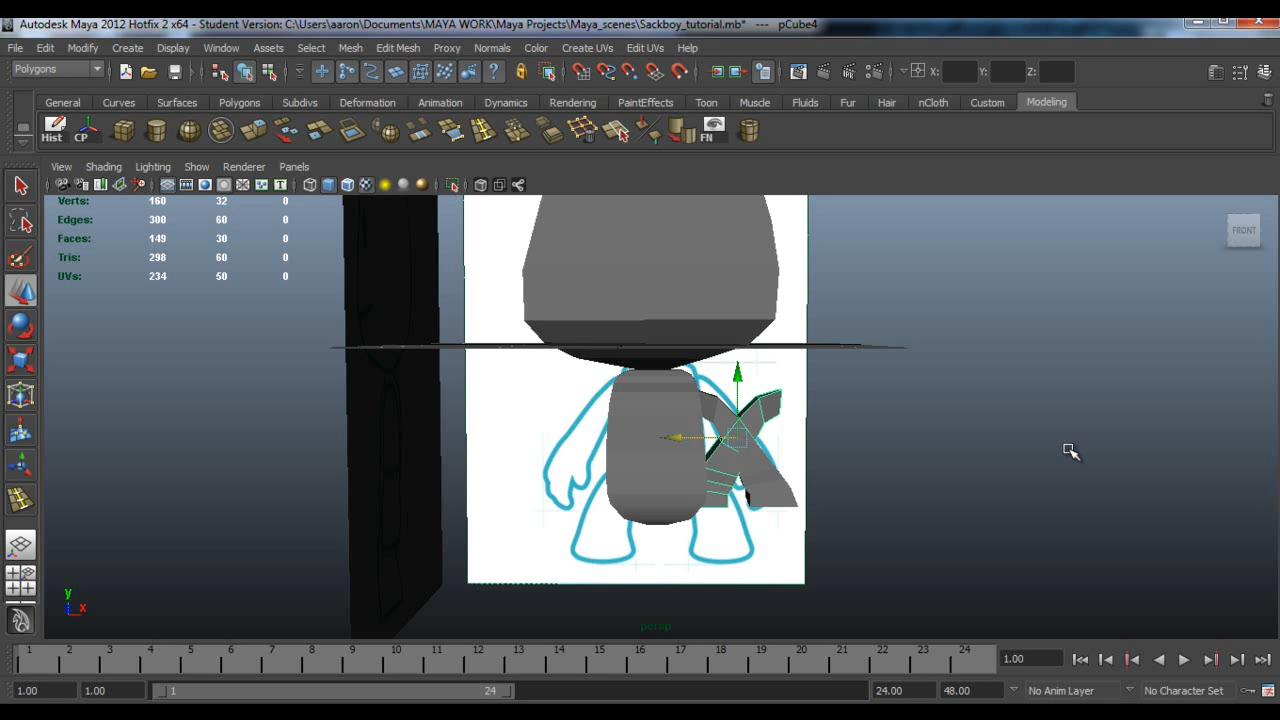 Autodesk Maya 2012 Hotfix 2 x64 - Student Version: C:\Users\aaron\Documents\MAYA WORK\Maya Projects\Maya_scenes\Sackboy_tutorial.mb* --- pCube4
File Edit Modify Create Display Window Assets Select Mesh Edit Mesh Proxy Normals Color Create UVs Edit UVs Help
Polygons X: Y: Z:
General Curves Surfaces Polygons Subdivs Deformation Animation Dynamics Rendering PaintEffects Toon Muscle Fluids Fur Hair nCloth Custom Modeling
Hist CP FN
View Shading Lighting Show Renderer Panels
Verts: 160 32 0
Edges: 300 60 0
Faces: 149 30 0
Tris: 298 60 0
UVs: 234 50 0
FRONT
y
x
persp
1 2 3 4 5 6 7 8 9 10 11 12 13 14 15 16 17 18 19 20 21 22 23 24 1.00
1.00 1.00 1 24 24.00 48.00 No Anim Layer No Character Set